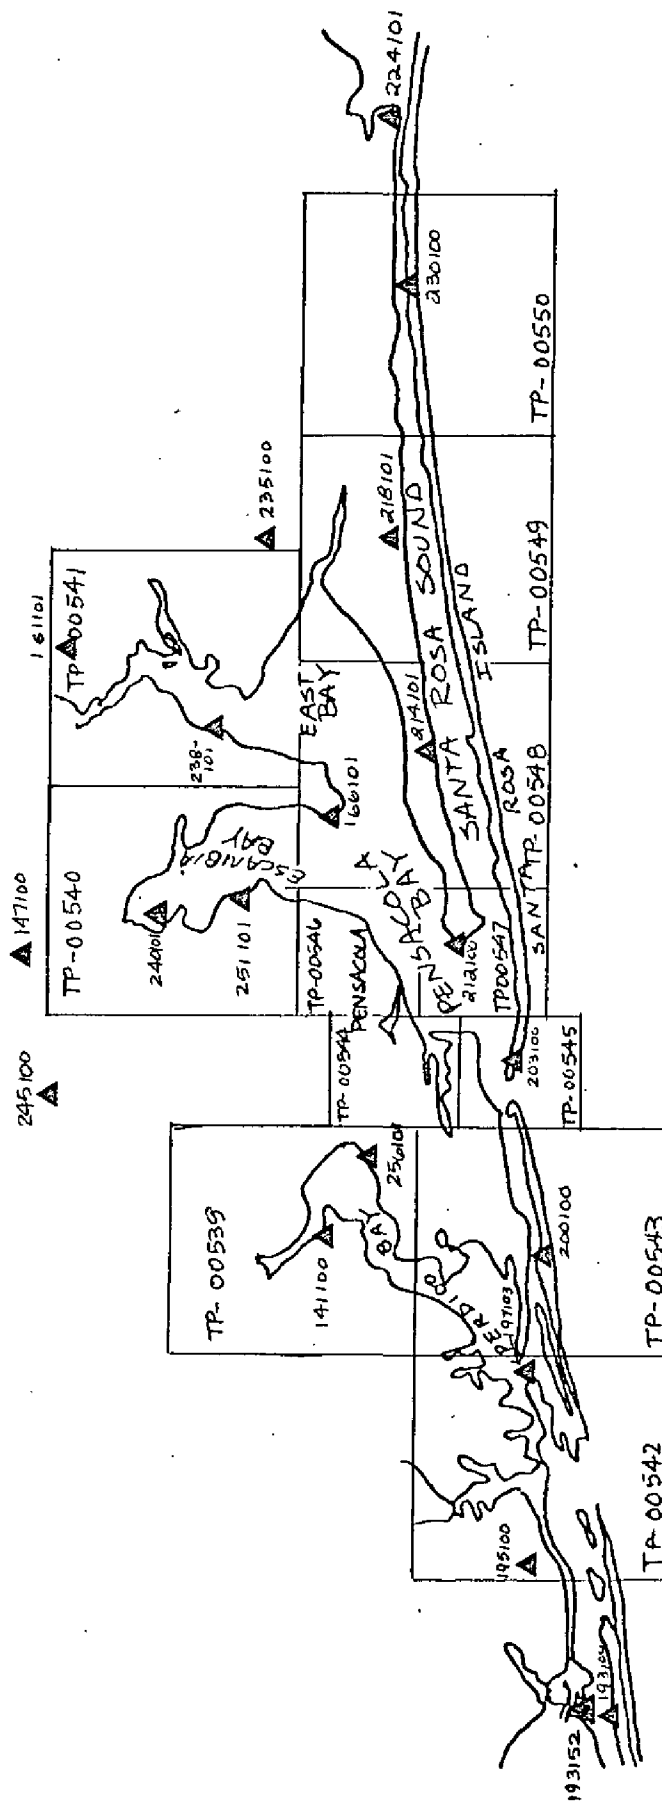 245100
147100
161101
TP-00541
235100
TP-00540
240101
251101
238-
101
ESCAMBIA
BAY
EAST
BAY
166101
TP-00546
PENSACOLA
PENSACOLA
BAY
TP-00544
212100
TP00547
203100
TP-00545
214101
218101
SANTA ROSA SOUND
SANTA ROSA ISLAND
TP-00548
TP-00549
230100
TP-00550
224101
TP-00539
141100
256101
PERDIDO
BA
197103
200100
TP-00543
195100
TP-00542
193152
193104